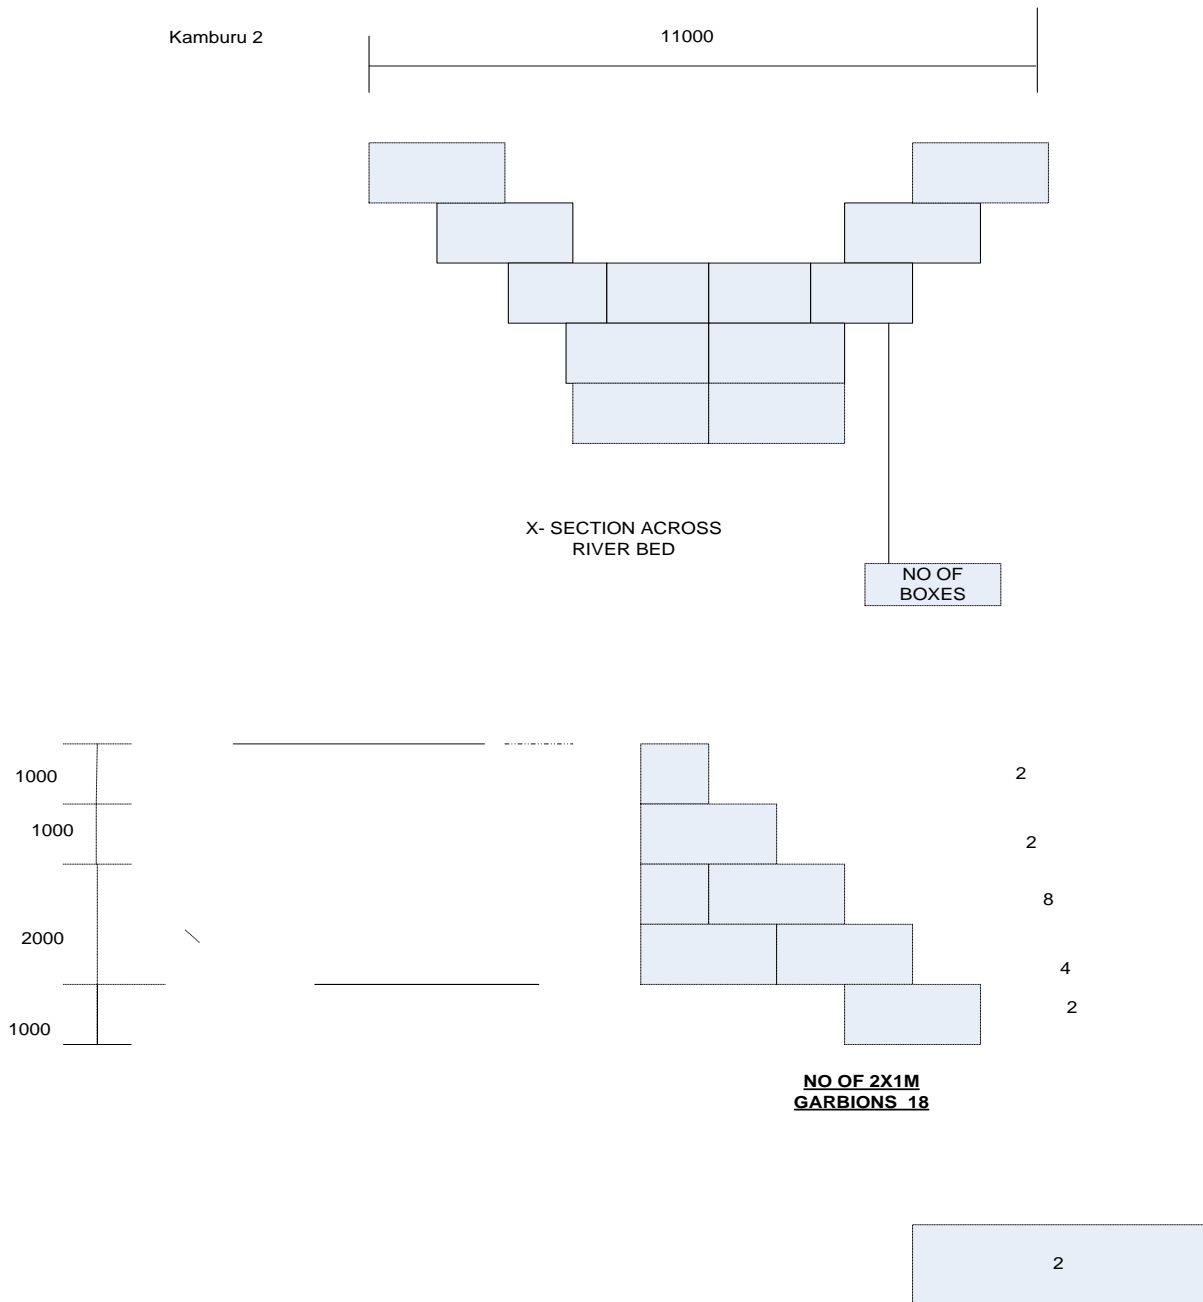 Kamburu 2
11000
X- SECTION ACROSS
RIVER BED
NO OF
BOXES
1000
2
1000
2
8
2000
4
2
1000
NO OF 2X1M
GARBIONS 18
2